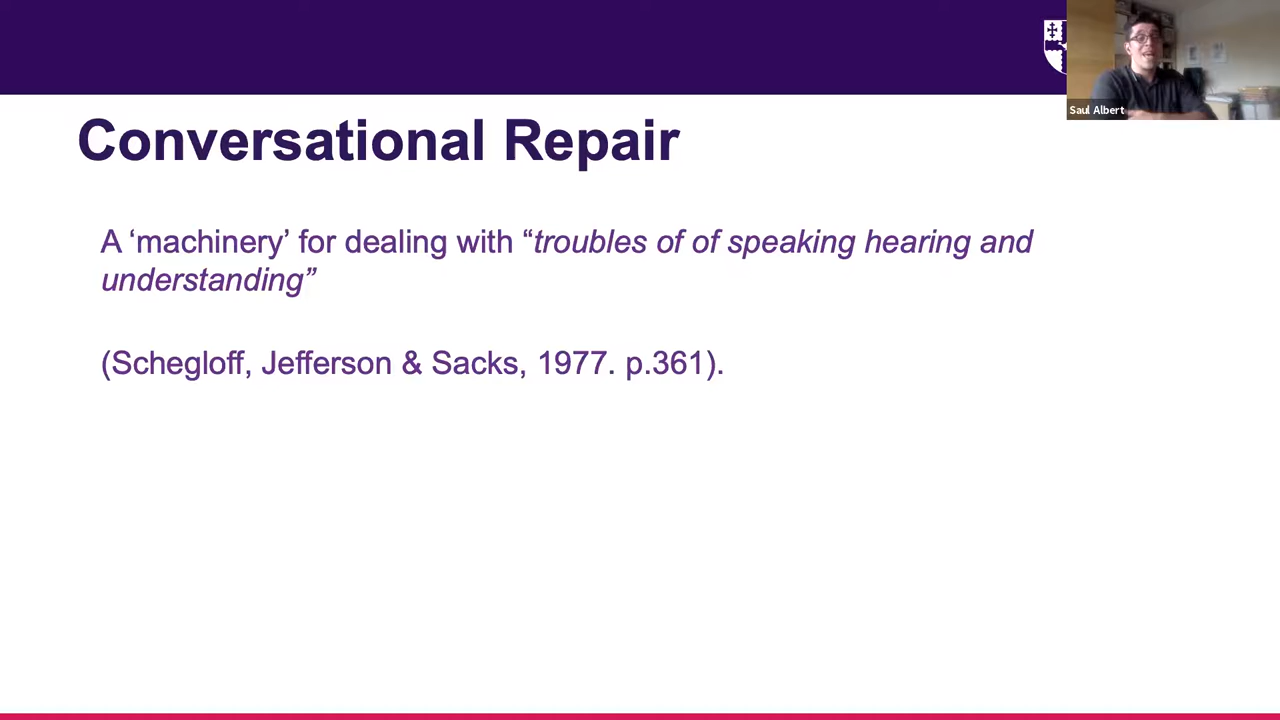 Saul Albert
Conversational Repair
A ‘machinery’ for dealing with “troubles of of speaking hearing and
understanding”
(Schegloff, Jefferson & Sacks, 1977. p.361).